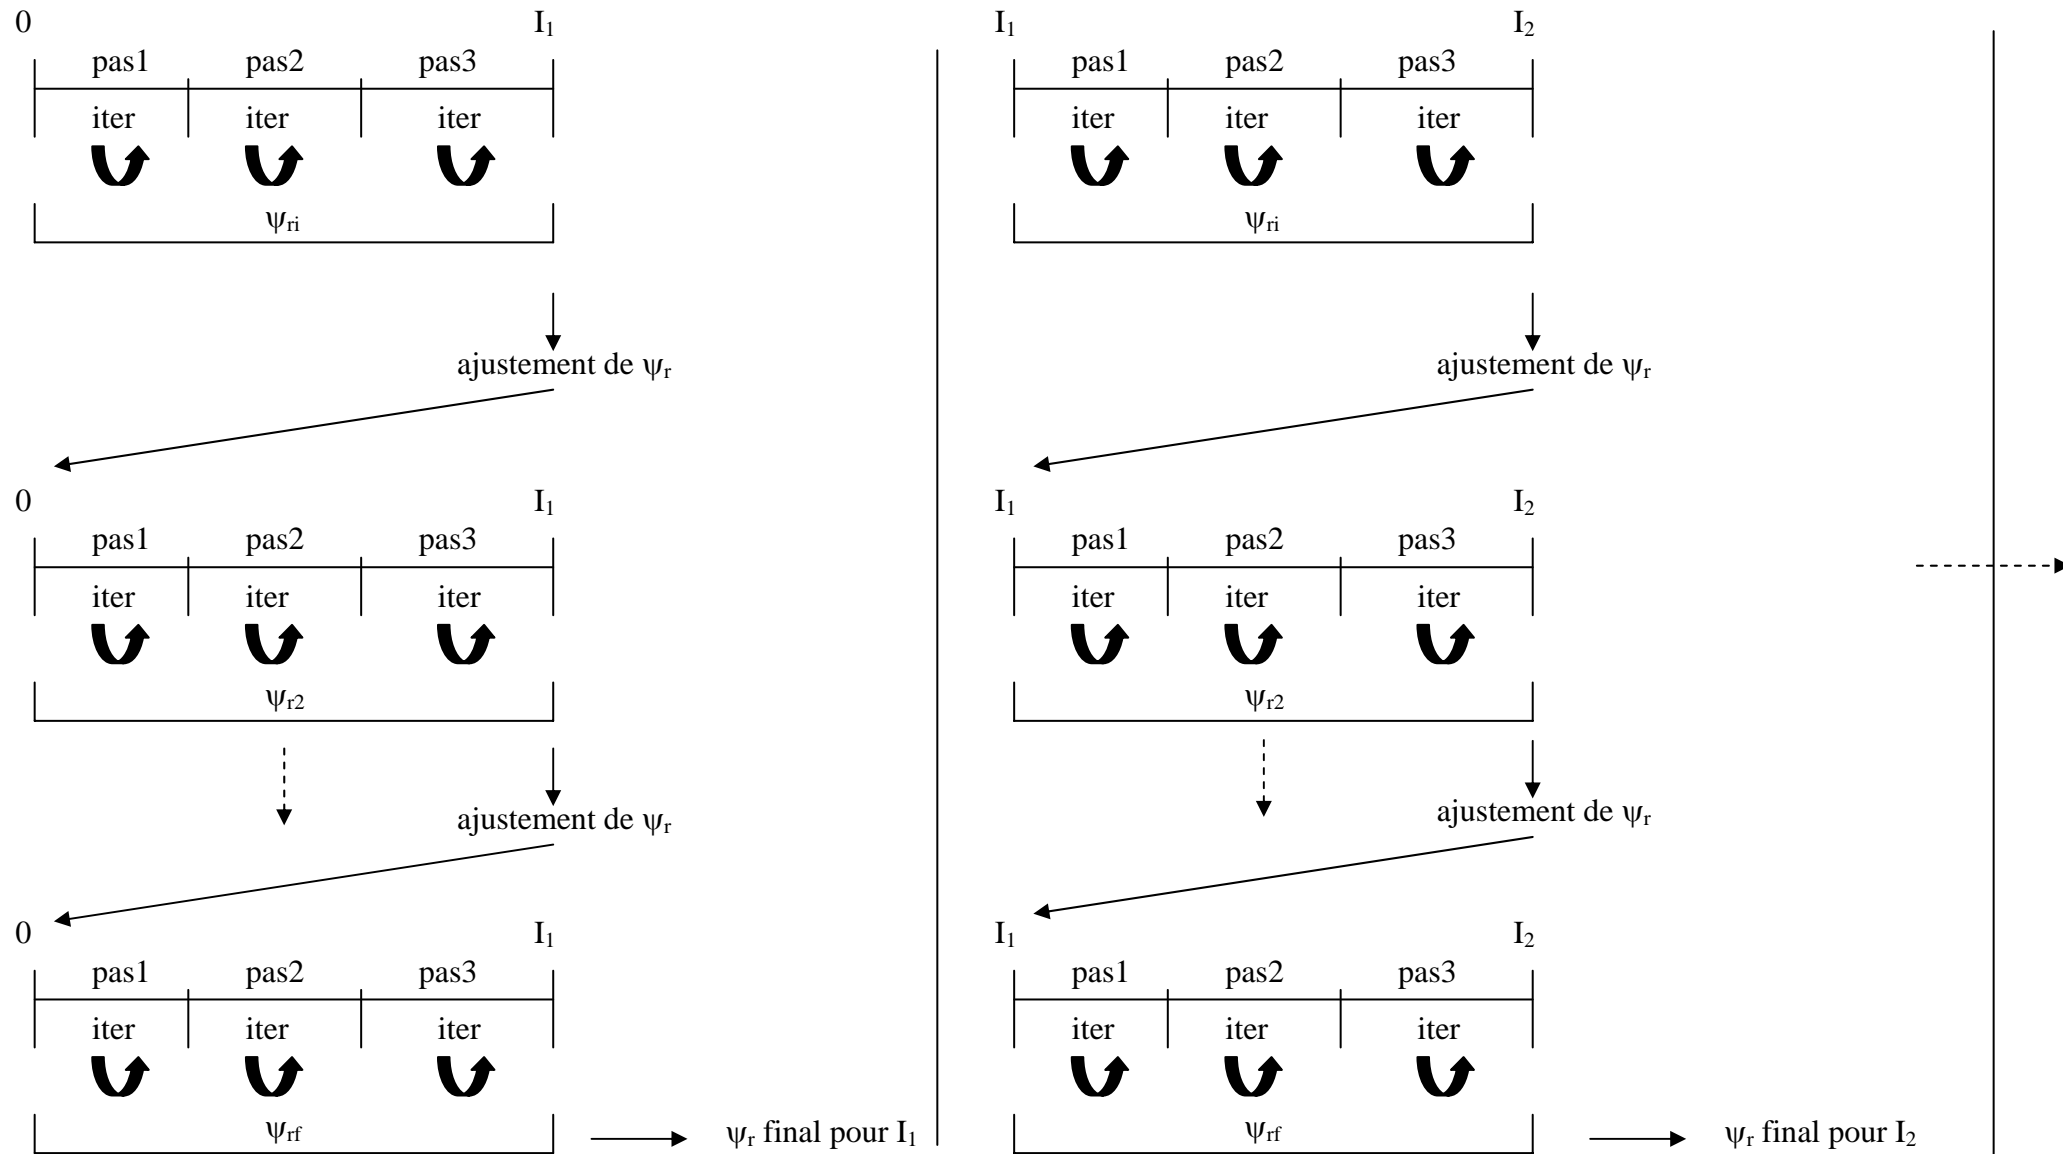 0 I₁
pas1 pas2 pas3
iter iter iter
ψri
ajustement de ψr
0 I₁
pas1 pas2 pas3
iter iter iter
ψr2
ajustement de ψr
0 I₁
pas1 pas2 pas3
iter iter iter
ψrf
ψr final pour I₁
I₁ I₂
pas1 pas2 pas3
iter iter iter
ψri
ajustement de ψr
I₁ I₂
pas1 pas2 pas3
iter iter iter
ψr2
ajustement de ψr
I₁ I₂
pas1 pas2 pas3
iter iter iter
ψrf
ψr final pour I₂